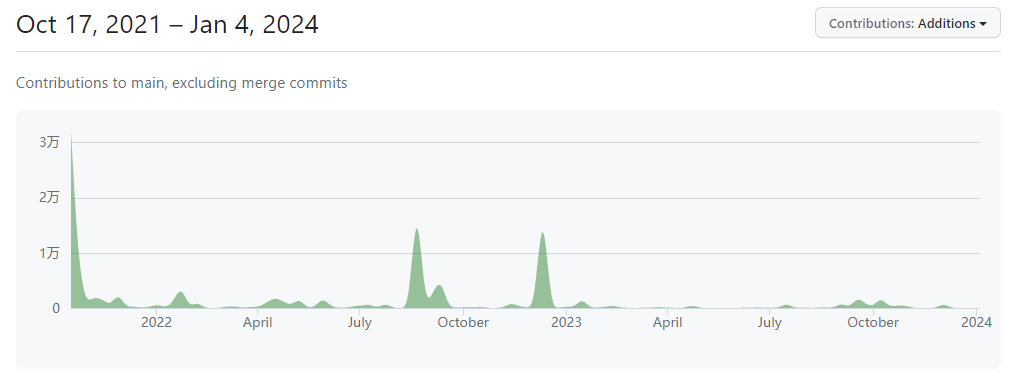 Oct 17, 2021 – Jan 4, 2024
Contributions: Additions
Contributions to main, excluding merge commits
3万
2万
1万
0
2022 April July October 2023 April July October 2024